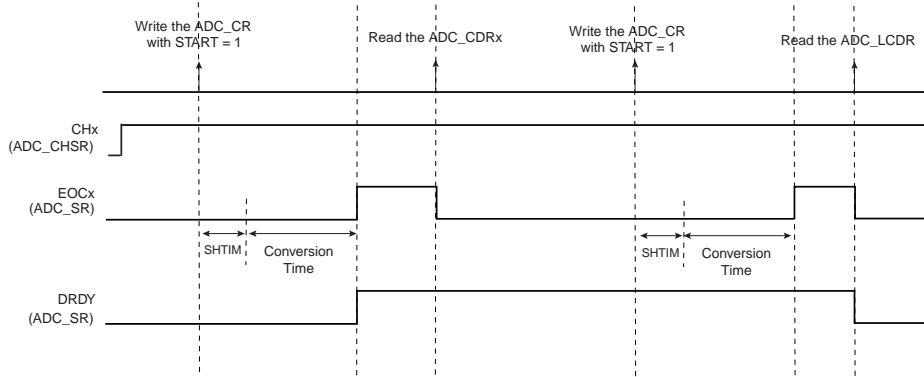 Write the ADC_CR
with START = 1
Read the ADC_CDRx
Write the ADC_CR
with START = 1
Read the ADC_LCDR
CHx
(ADC_CHSR)
EOCx
(ADC_SR)
SHTIM
Conversion
Time
SHTIM
Conversion
Time
DRDY
(ADC_SR)